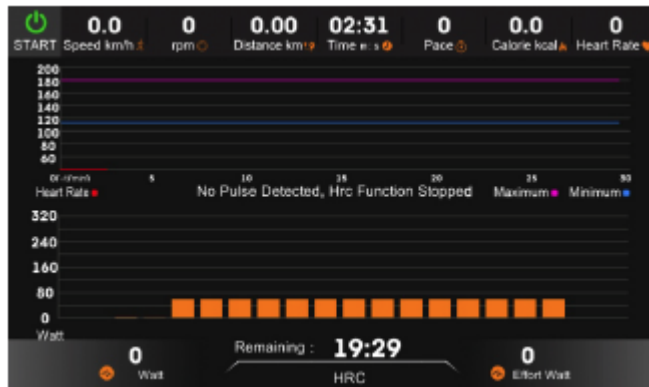 0.0 0 0.00 02:31 0 0.0 0
START Speed km/h rpm Distance km Time m: s Pace Calorie kcal Heart Rate
200
180
160
140
120
100
80
60
0 5 10 15 20 25 30
Heart Rate No Pulse Detected, Hrc Function Stopped Maximum Minimum
320
240
160
80
0
Watt
0 Remaining : 19:29 0
Watt HRC Effort Watt